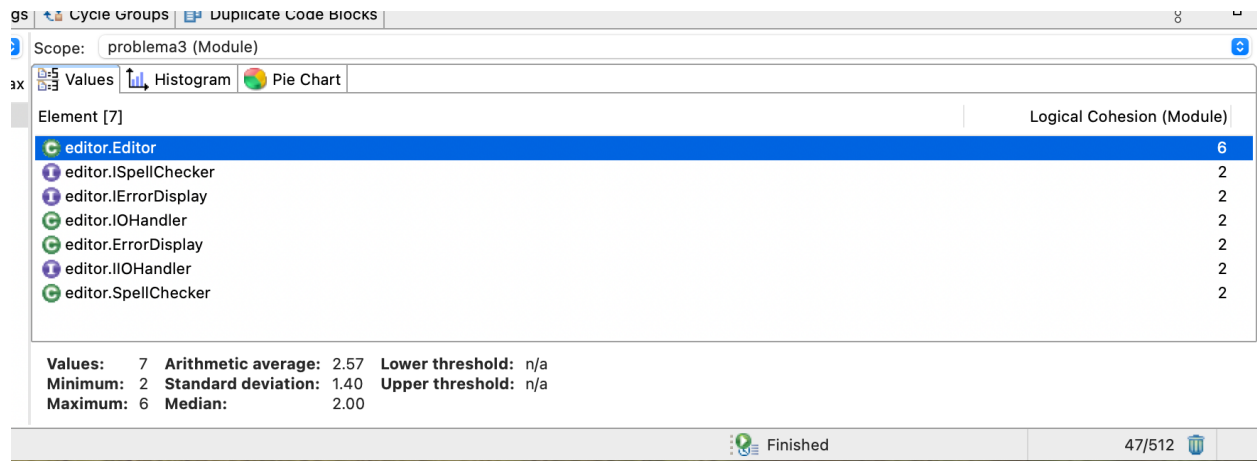 gs Cycle Groups Duplicate Code Blocks
Scope: problema3 (Module)
ax Values Histogram Pie Chart
Element [7] Logical Cohesion (Module)
editor.Editor 6
editor.ISpellChecker 2
editor.IErrorDisplay 2
editor.IOHandler 2
editor.ErrorDisplay 2
editor.IIOHandler 2
editor.SpellChecker 2
Values: 7 Arithmetic average: 2.57 Lower threshold: n/a
Minimum: 2 Standard deviation: 1.40 Upper threshold: n/a
Maximum: 6 Median: 2.00
Finished 47/512